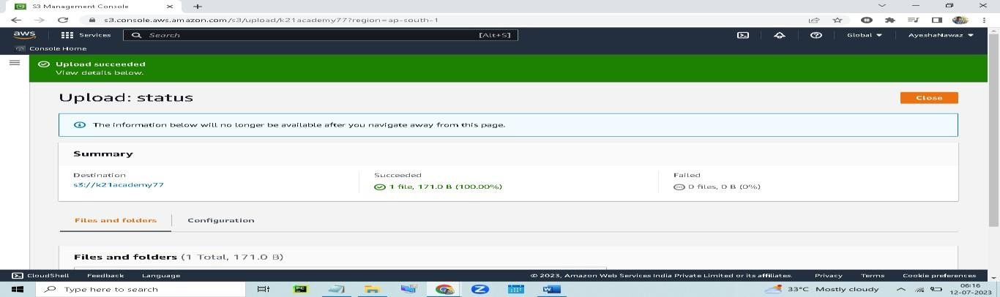 S3 Management Console
s3.console.aws.amazon.com/s3/upload/k21academy77?region=ap-south-1
aws
Services
Search
[Alt+S]
Global
AyeshaNawaz
Console Home
Upload succeeded
View details below.
Upload: status
Close
The information below will no longer be available after you navigate away from this page.
Summary
Destination
Succeeded
Failed
s3://k21academy77
1 file, 171.0 B (100.00%)
0 files, 0 B (0%)
Files and folders
Configuration
Files and folders (1 Total, 171.0 B)
CloudShell
Feedback
Language
© 2023, Amazon Web Services India Private Limited or its affiliates.
Privacy
Terms
Cookie preferences
Type here to search
33°C Mostly cloudy
06:16
12-07-2023